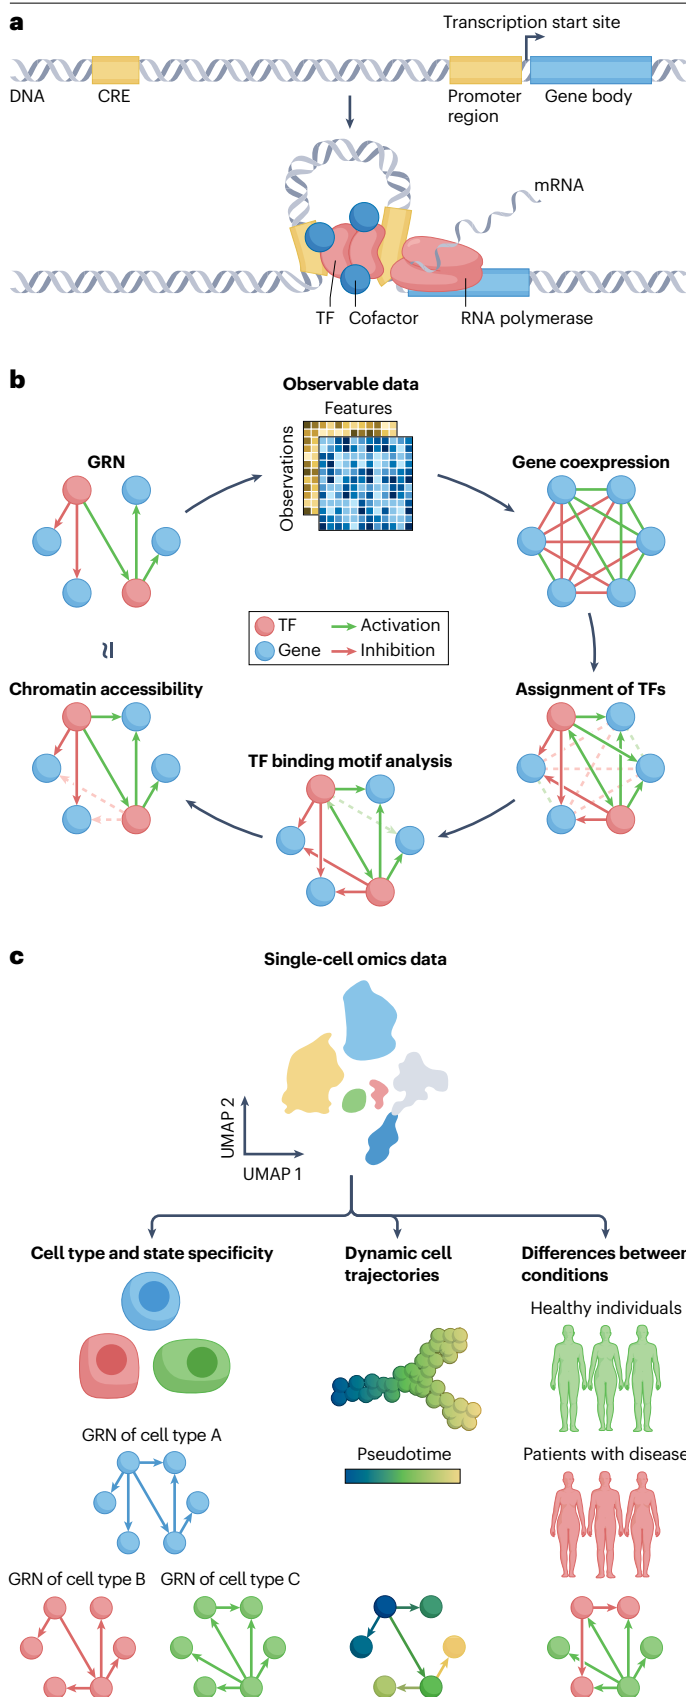 a
Transcription start site
DNA
CRE
Promoter
region
Gene body
mRNA
TF
Cofactor
RNA polymerase
b
Observable data
Features
Observations
GRN
Gene coexpression
TF
Activation
Gene
Inhibition
≈
Chromatin accessibility
Assignment of TFs
TF binding motif analysis
c
Single-cell omics data
UMAP 2
UMAP 1
Cell type and state specificity
Dynamic cell
trajectories
Differences between
conditions
Healthy individuals
GRN of cell type A
Pseudotime
Patients with disease
GRN of cell type B
GRN of cell type C